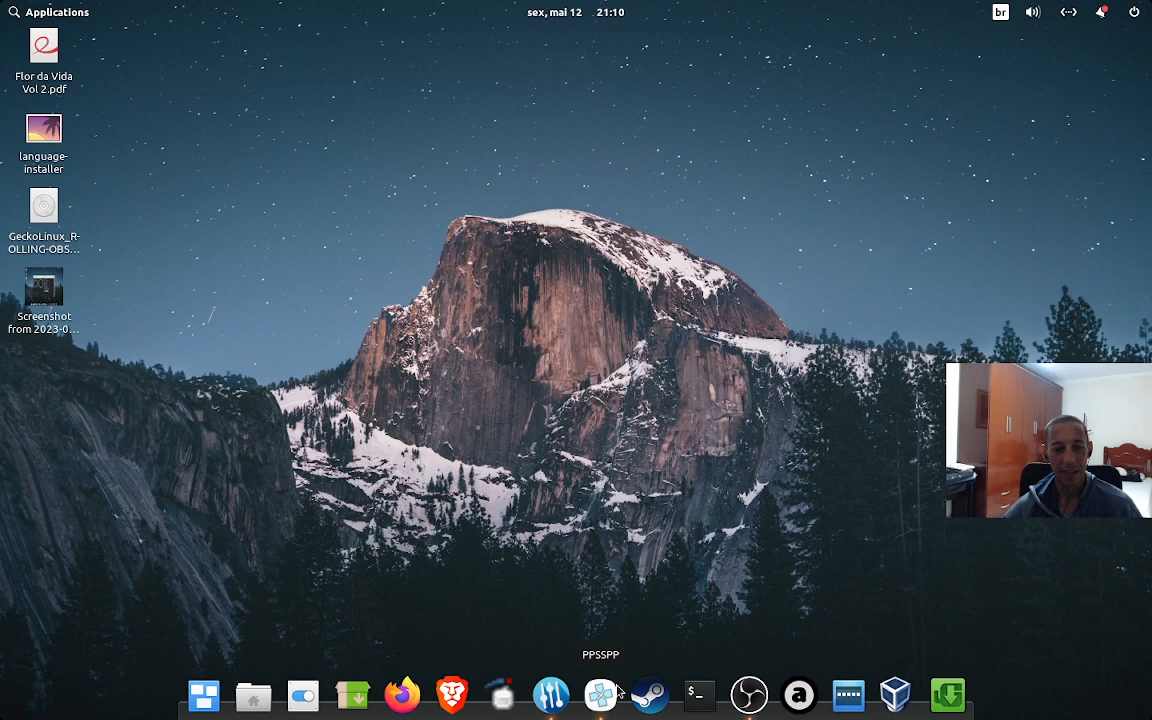 Applications
sex, mai 12 21:10
br
Flor da Vida
Vol 2.pdf
language-
installer
GeckoLinux_R-
OLLING-OBS...
Screenshot
from 2023-0...
PPSSPP
$_
a